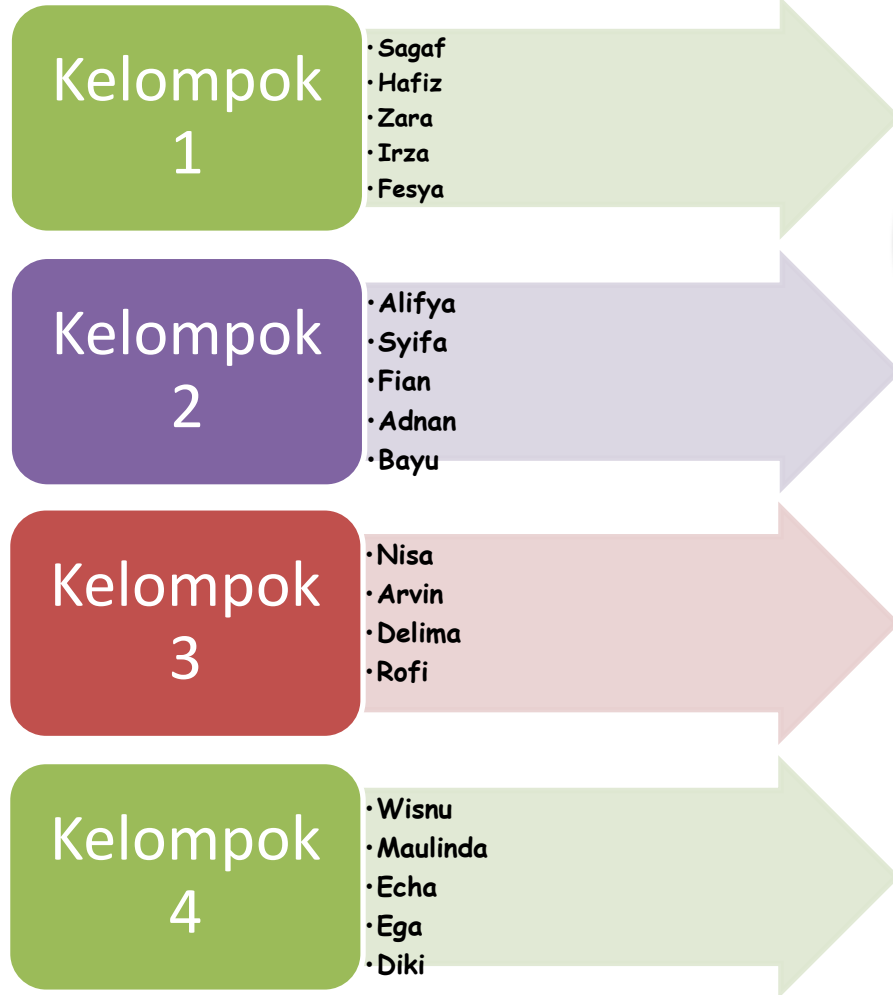 Kelompok
1
• Sagaf
• Hafiz
• Zara
• Irza
• Fesya
Kelompok
2
• Alifya
• Syifa
• Fian
• Adnan
• Bayu
Kelompok
3
• Nisa
• Arvin
• Delima
• Rofi
Kelompok
4
• Wisnu
• Maulinda
• Echa
• Ega
• Diki